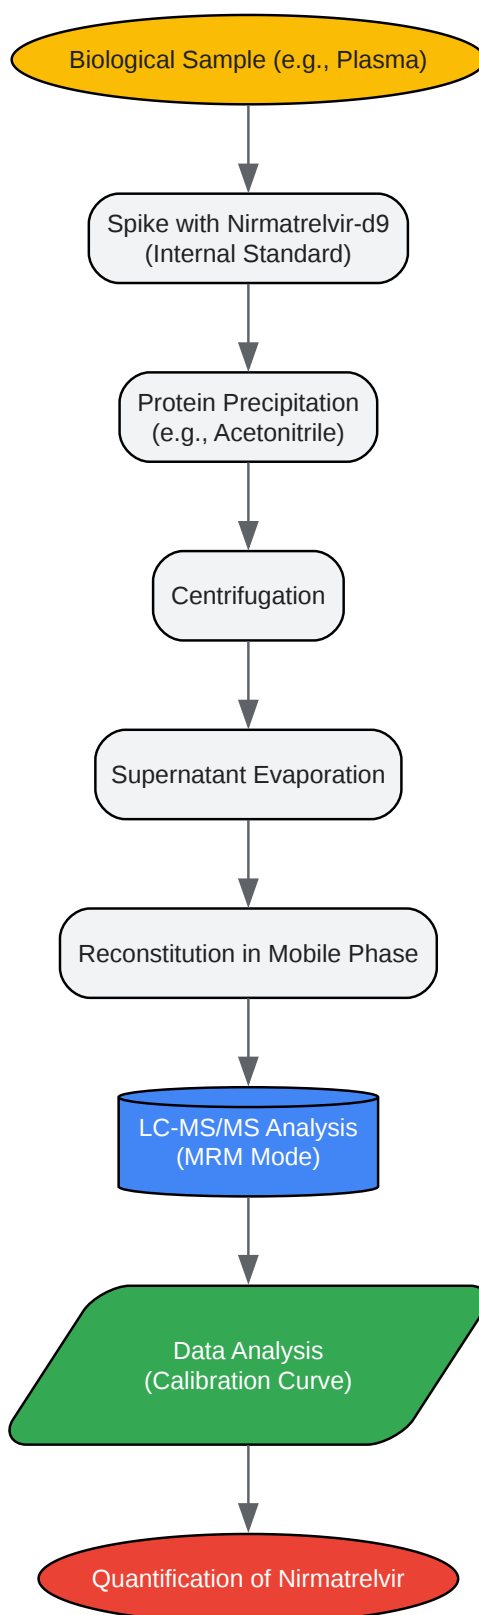 Biological Sample (e.g., Plasma)
Spike with Nirmatrelvir-d9
(Internal Standard)
Protein Precipitation
(e.g., Acetonitrile)
Centrifugation
Supernatant Evaporation
Reconstitution in Mobile Phase
LC-MS/MS Analysis
(MRM Mode)
Data Analysis
(Calibration Curve)
Quantification of Nirmatrelvir